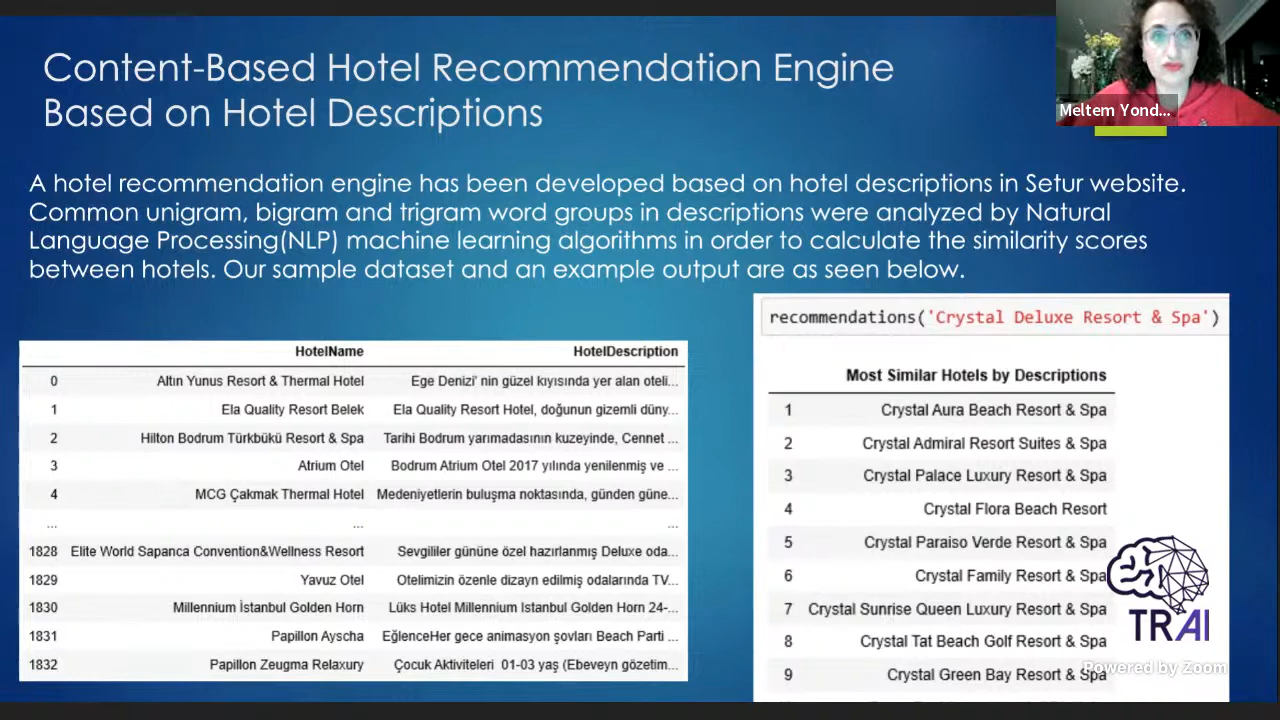 Content-Based Hotel Recommendation Engine
Based on Hotel Descriptions
Meltem Yond...
A hotel recommendation engine has been developed based on hotel descriptions in Setur website.
Common unigram, bigram and trigram word groups in descriptions were analyzed by Natural
Language Processing(NLP) machine learning algorithms in order to calculate the similarity scores
between hotels. Our sample dataset and an example output are as seen below.
HotelName HotelDescription
0 Altın Yunus Resort & Thermal Hotel Ege Denizi' nin güzel kıyısında yer alan oteli...
1 Ela Quality Resort Belek Ela Quality Resort Hotel, doğunun gizemli düny...
2 Hilton Bodrum Türkbükü Resort & Spa Tarihi Bodrum yarımadasının kuzeyinde, Cennet ...
3 Atrium Otel Bodrum Atrium Otel 2017 yılında yenilenmiş ve ...
4 MCG Çakmak Thermal Hotel Medeniyetlerin buluşma noktasında, günden güne...
... ... ...
1828 Elite World Sapanca Convention&Wellness Resort Sevgililer gününe özel hazırlanmış Deluxe oda...
1829 Yavuz Otel Otelimizin özenle dizayn edilmiş odalarında TV...
1830 Millennium İstanbul Golden Horn Lüks Hotel Millennium Istanbul Golden Horn 24-...
1831 Papillon Ayscha EğlenceHer gece animasyon şovları Beach Parti ...
1832 Papillon Zeugma Relaxury Çocuk Aktiviteleri 01-03 yaş (Ebeveyn gözetim...
recommendations('Crystal Deluxe Resort & Spa')
Most Similar Hotels by Descriptions
1 Crystal Aura Beach Resort & Spa
2 Crystal Admiral Resort Suites & Spa
3 Crystal Palace Luxury Resort & Spa
4 Crystal Flora Beach Resort
5 Crystal Paraiso Verde Resort & Spa
6 Crystal Family Resort & Spa
7 Crystal Sunrise Queen Luxury Resort & Spa
8 Crystal Tat Beach Golf Resort & Spa
9 Crystal Green Bay Resort & Spa
TRAI
Powered by Zoom